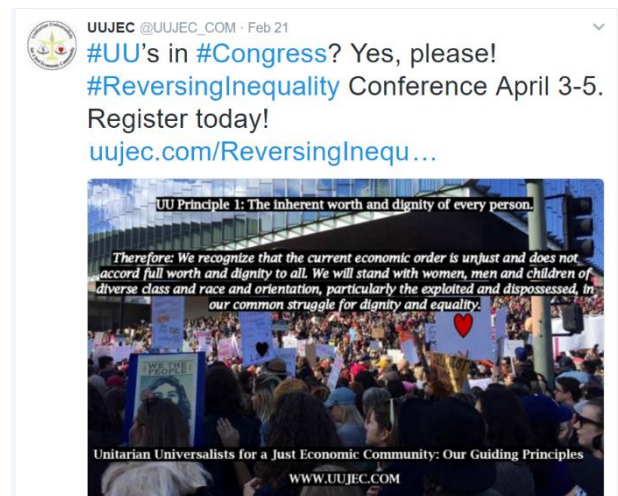 UUJEC @UUJEC_COM · Feb 21
#UU's in #Congress? Yes, please!
#ReversingInequality Conference April 3-5.
Register today!
uujec.com/ReversingInequ…
UU Principle 1: The inherent worth and dignity of every person.
Therefore: We recognize that the current economic order is unjust and does not
accord full worth and dignity to all. We will stand with women, men and children of
diverse class and race and orientation, particularly the exploited and dispossessed, in
our common struggle for dignity and equality.
WE THE
PEOPLE
Unitarian Universalists for a Just Economic Community: Our Guiding Principles
WWW.UUJEC.COM